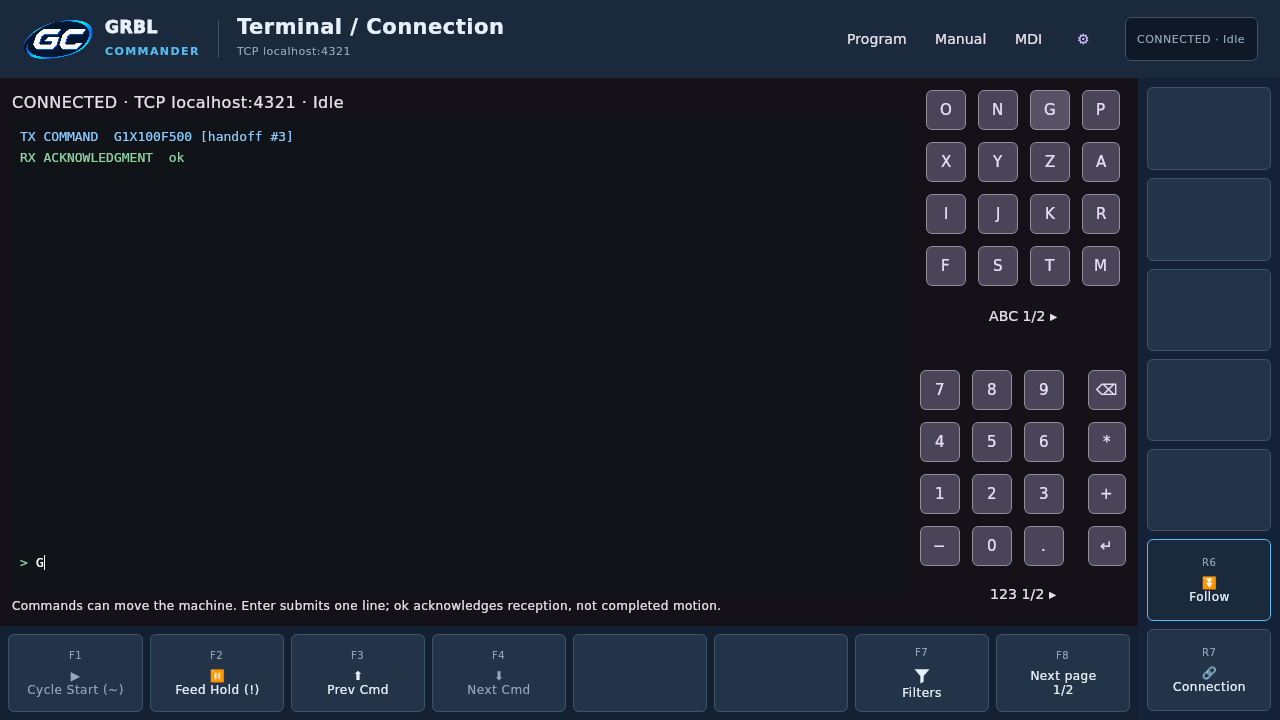 GC
GRBL
COMMANDER
Terminal / Connection
TCP localhost:4321
Program
Manual
MDI
⚙
CONNECTED · Idle
CONNECTED · TCP localhost:4321 · Idle
TX COMMAND  G1X100F500 [handoff #3]
RX ACKNOWLEDGMENT  ok
> G
Commands can move the machine. Enter submits one line; ok acknowledges reception, not completed motion.
O N G P
X Y Z A
I J K R
F S T M
ABC 1/2 ▸
7 8 9 ⌫
4 5 6 *
1 2 3 +
− 0 . ↵
123 1/2 ▸
R6
⏬
Follow
R7
🔗
Connection
F1
▶
Cycle Start (~)
F2
⏸
Feed Hold (!)
F3
⬆
Prev Cmd
F4
⬇
Next Cmd
F7
Filters
F8
Next page
1/2